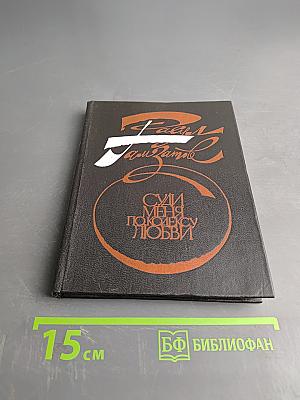 Расул
Гамзатов
СУДИ
МЕНЯ
ПО КОДЕКСУ
ЛЮБВИ
15 см
БФ БИБЛИОФАН